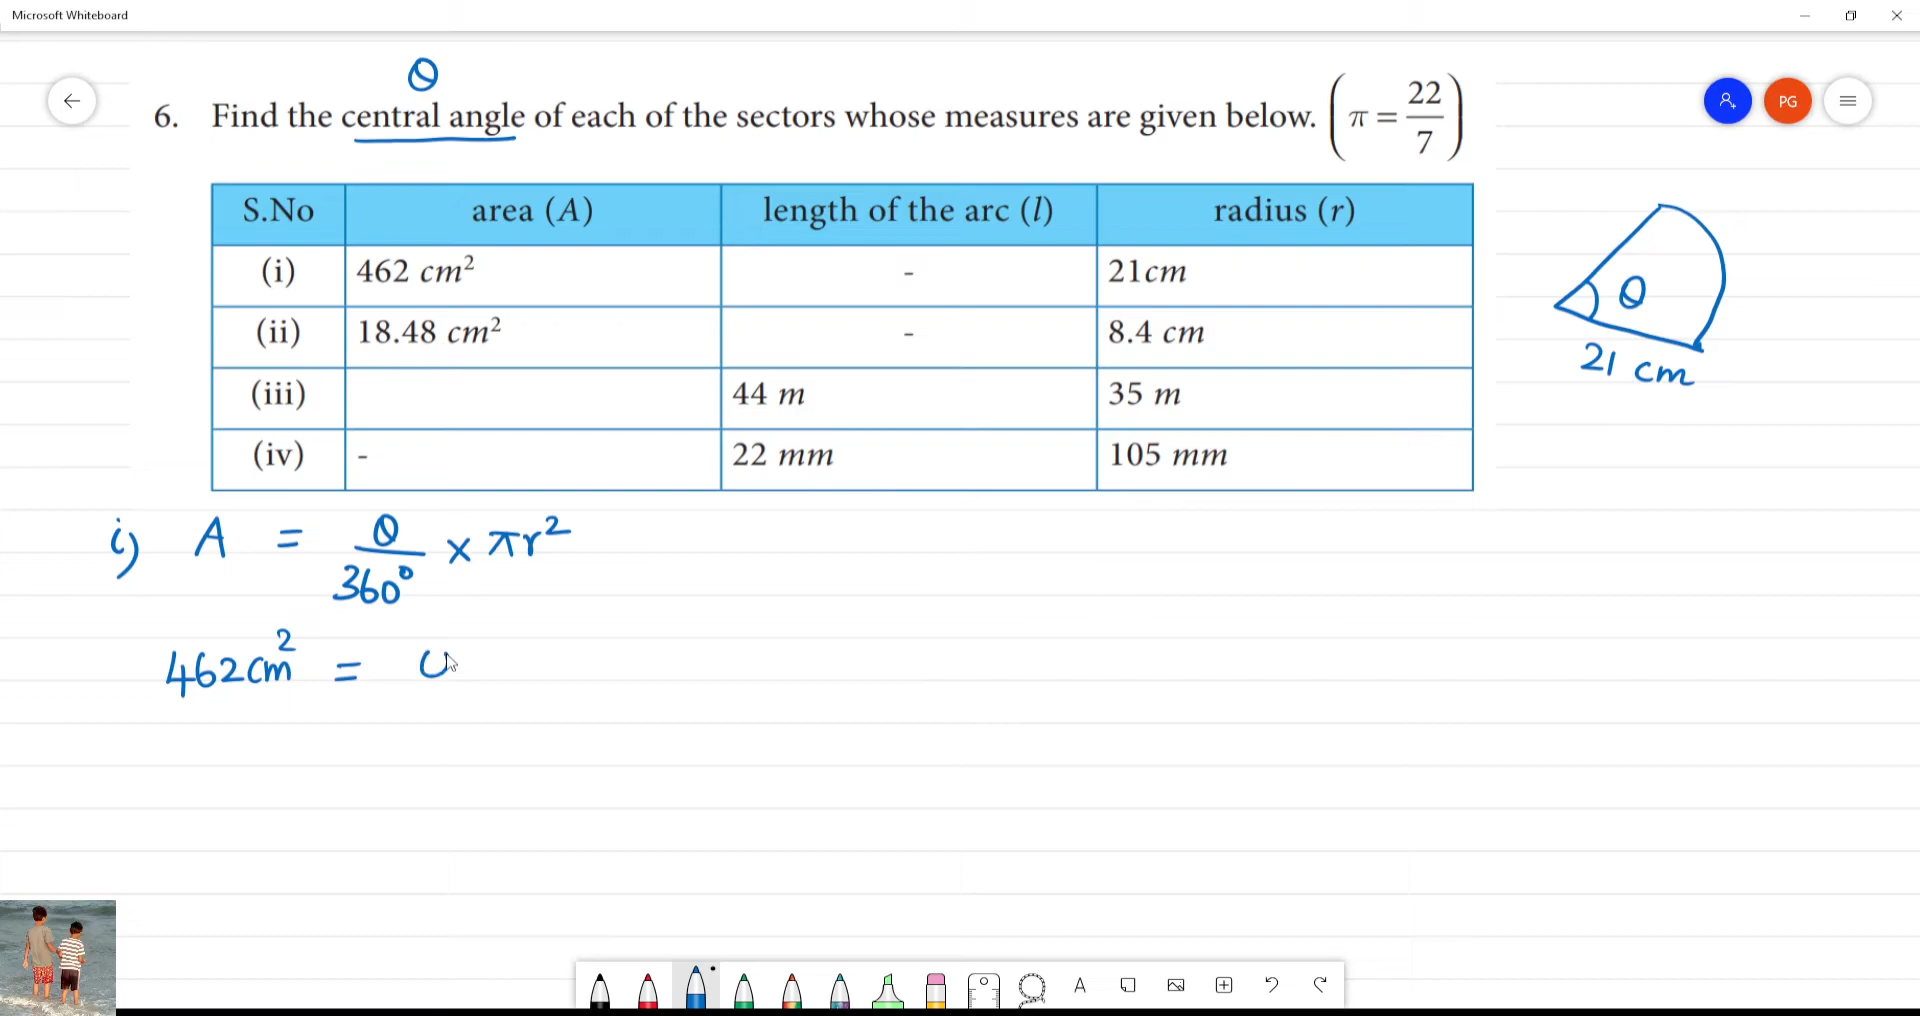 Microsoft Whiteboard
θ
6. Find the central angle of each of the sectors whose measures are given below. (π = 22/7)
PG
S.No area (A) length of the arc (l) radius (r)
(i) 462 cm² - 21cm
(ii) 18.48 cm² - 8.4 cm
(iii) 44 m 35 m
(iv) - 22 mm 105 mm
θ
21 cm
i) A = θ/360° × πr²
462cm² =